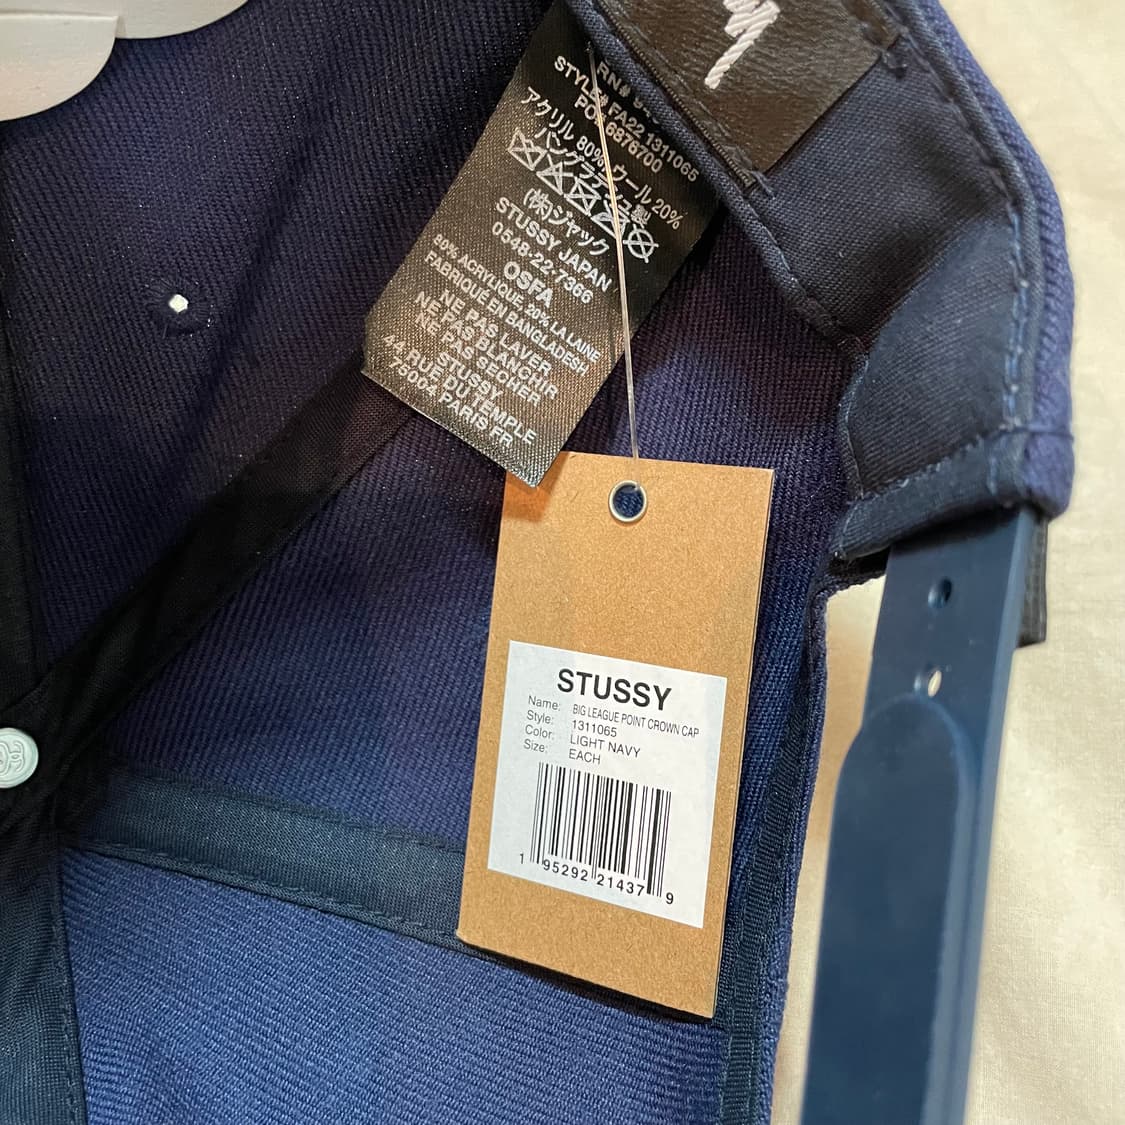 RN#
STYLE# FA22 1311065
PO# 6876700
アクリル 80% ウール 20%
バングラデシュ製
(株)ジャック
STUSSY JAPAN
0548-22-7366
OSFA
80% ACRYLIQUE, 20% LA LAINE
FABRIQUÉ EN BANGLADESH
NE PAS LAVER
NE PAS BLANCHIR
NE PAS SECHER
STUSSY
44 RUE DU TEMPLE
75004 PARIS FR
STUSSY
Name: BIG LEAGUE POINT CROWN CAP
Style: 1311065
Color: LIGHT NAVY
Size: EACH
1 95292 21437 9